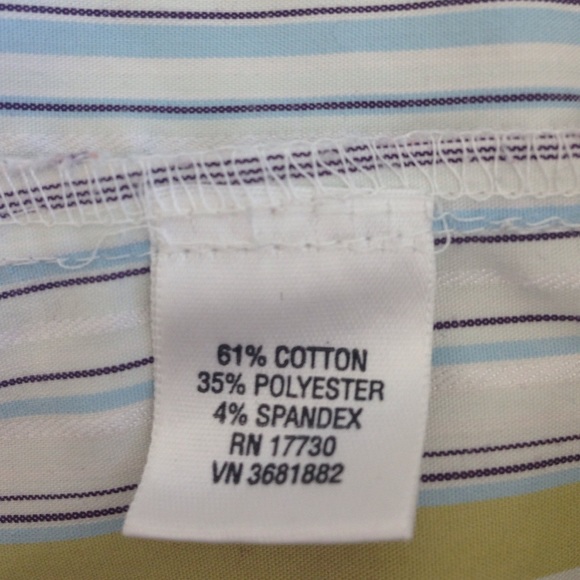 61% COTTON
35% POLYESTER
4% SPANDEX
RN 17730
VN 3681882